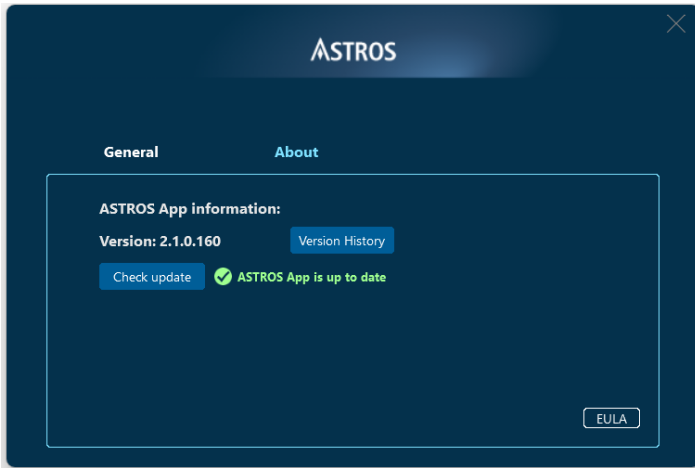 ASTROS
General About
ASTROS App information:
Version: 2.1.0.160 Version History
Check update ASTROS App is up to date
EULA